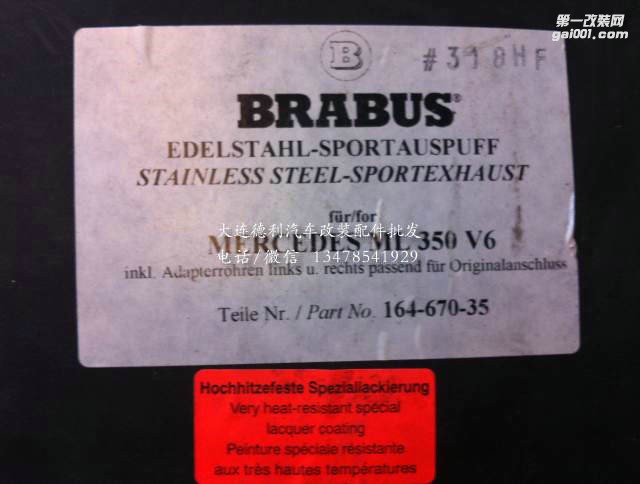 第一改装网
gai001.com
B
#318HF
BRABUS®
EDELSTAHL-SPORTAUSPUFF
STAINLESS STEEL-SPORTEXHAUST
für/for
MERCEDES ML 350 V6
大连德利汽车改装配件批发
电话/微信 13478541929
inkl. Adapterrohren links u. rechts passend für Originalanschluss
Teile Nr. / Part No. 164-670-35
Hochhitzefeste Speziallackierung
Very heat-resistant special
lacquer coating
Peinture spéciale résistante
aux très hautes températures